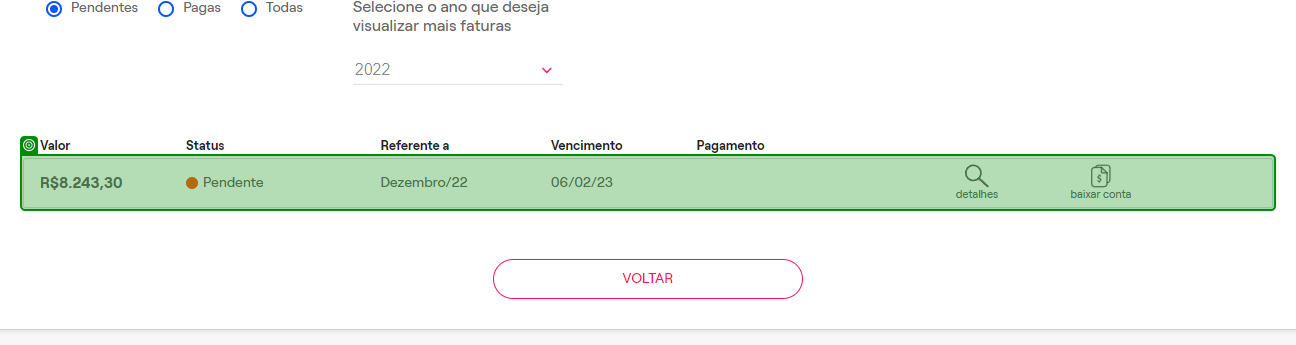 Pendentes Pagas Todas
Selecione o ano que deseja
visualizar mais faturas
2022
Valor Status Referente a Vencimento Pagamento
R$8.243,30 Pendente Dezembro/22 06/02/23
detalhes baixar conta
VOLTAR